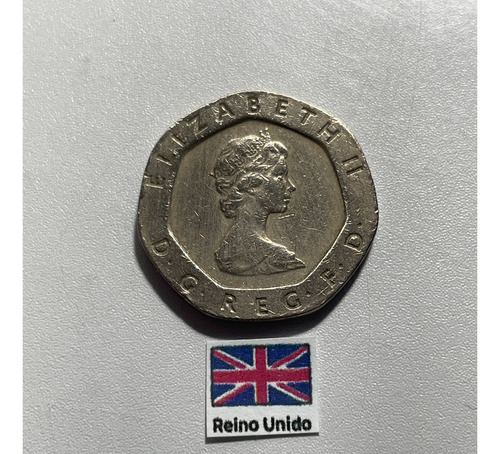 ELIZABETH II
D·G·REG·F·D·
Reino Unido